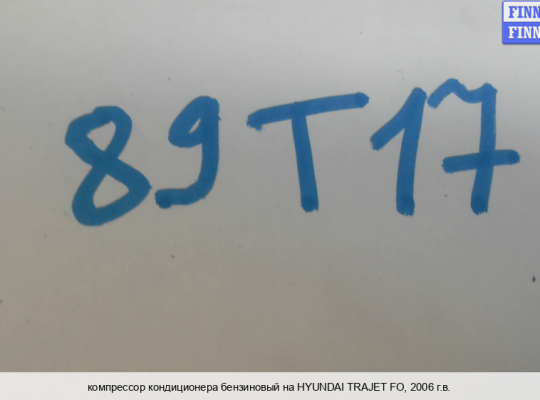 FINN
FINN
89T17
компрессор кондиционера бензиновый на HYUNDAI TRAJET FO, 2006 г.в.